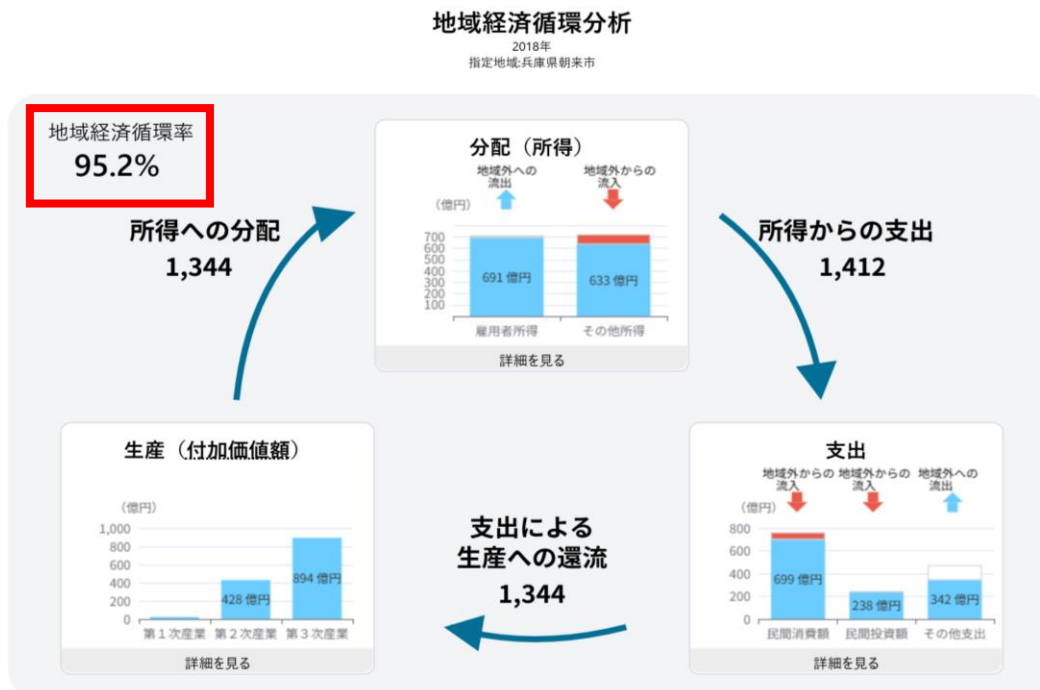 地域経済循環分析
2018年
指定地域:兵庫県朝来市
地域経済循環率
95.2%
所得への分配
1,344
分配（所得）
地域外への
流出
地域外からの
流入
（億円）
700
600
500
400
300
200
100
691 億円
633 億円
雇用者所得
その他所得
詳細を見る
所得からの支出
1,412
生産（付加価値額）
（億円）
1,000
800
600
400
200
0
428 億円
894 億円
第１次産業
第２次産業
第３次産業
詳細を見る
支出による
生産への還流
1,344
支出
地域外からの
流入
地域外からの
流入
地域外への
流出
（億円）
800
600
400
200
0
699 億円
238 億円
342 億円
民間消費額
民間投資額
その他支出
詳細を見る